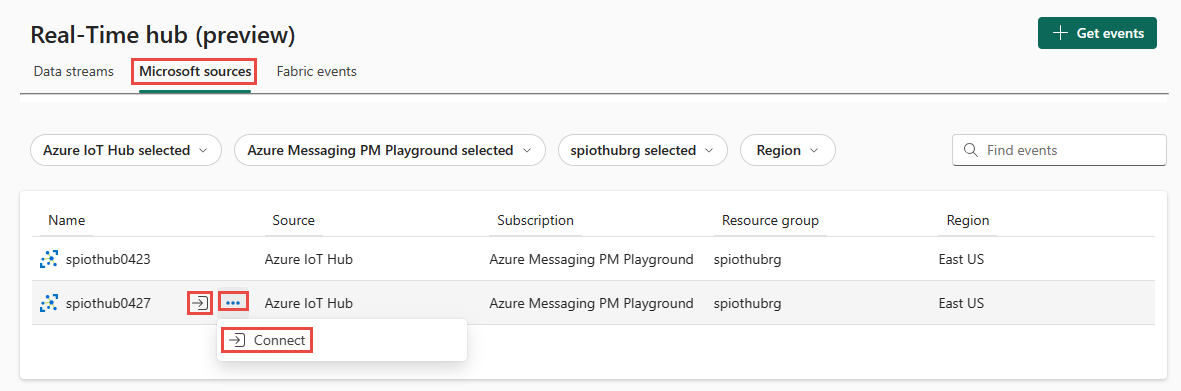 Real-Time hub (preview)
Get events
Data streams Microsoft sources Fabric events
Azure IoT Hub selected Azure Messaging PM Playground selected spiothubrg selected Region Find events
Name Source Subscription Resource group Region
spiothub0423 Azure IoT Hub Azure Messaging PM Playground spiothubrg East US
spiothub0427 Azure IoT Hub Azure Messaging PM Playground spiothubrg East US
Connect